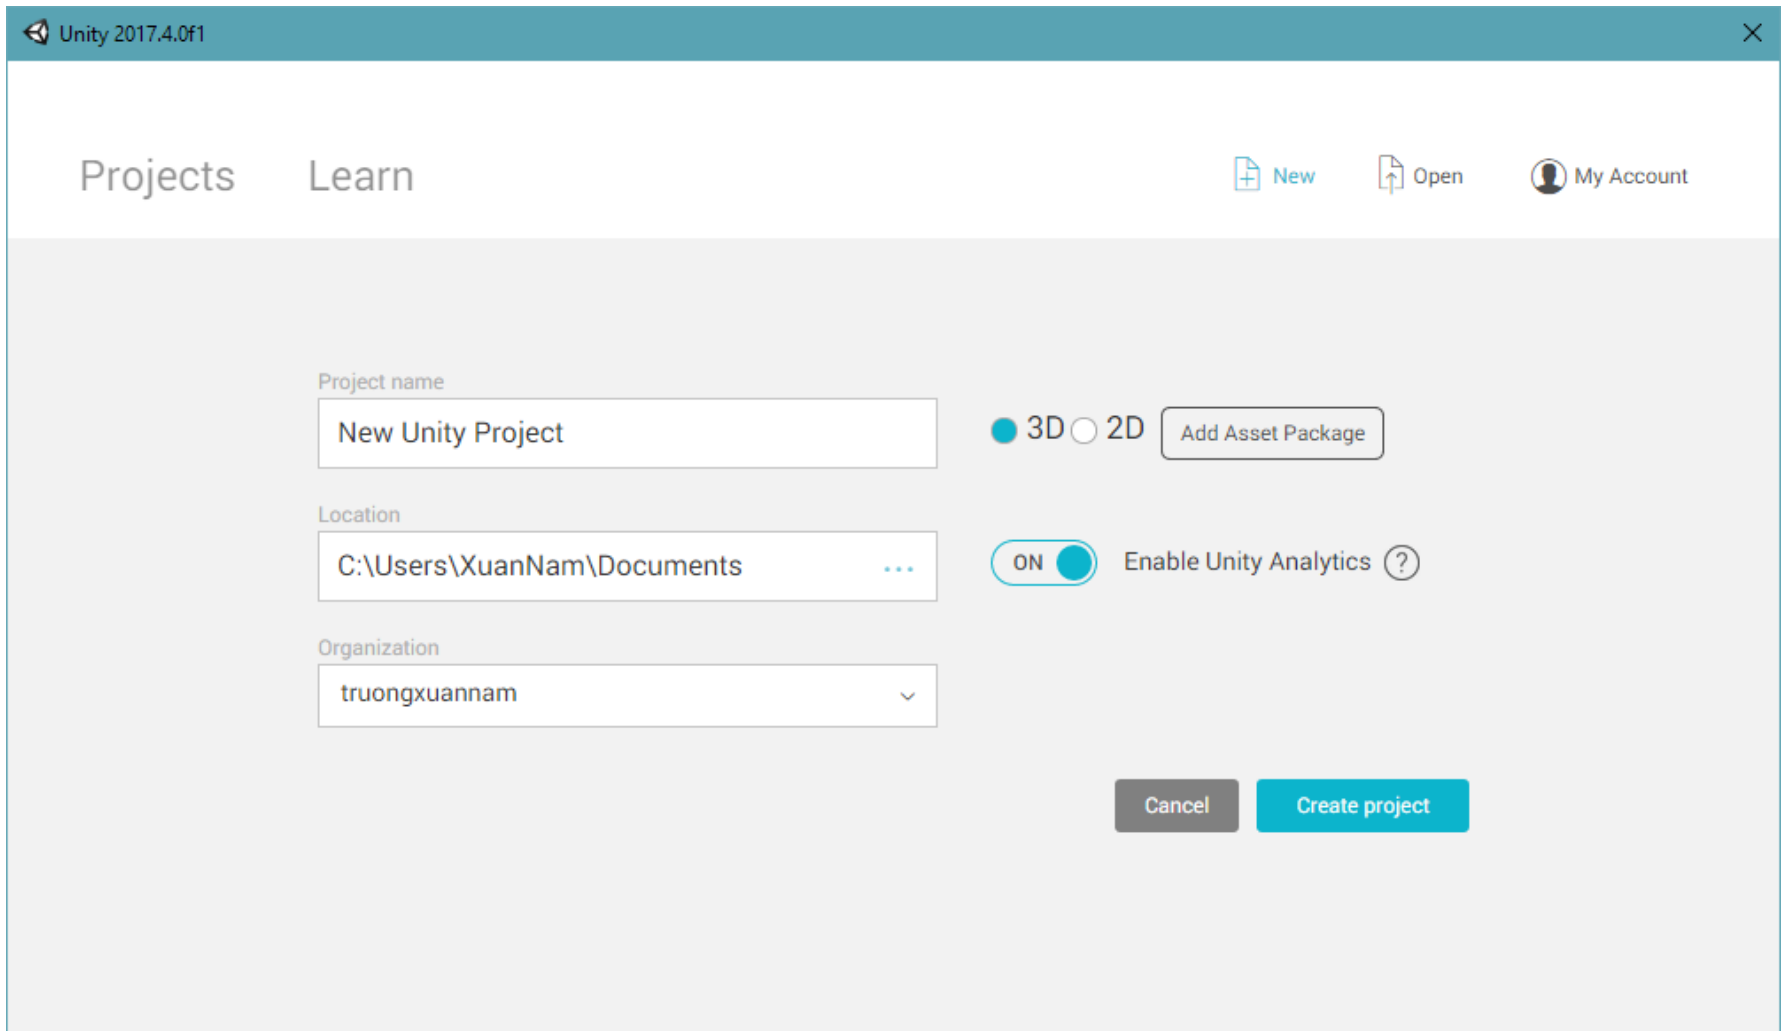 Unity 2017.4.0f1
Projects Learn New Open My Account
Project name
New Unity Project
3D 2D Add Asset Package
Location
C:\Users\XuanNam\Documents ...
ON Enable Unity Analytics ?
Organization
truongxuannam
Cancel Create project